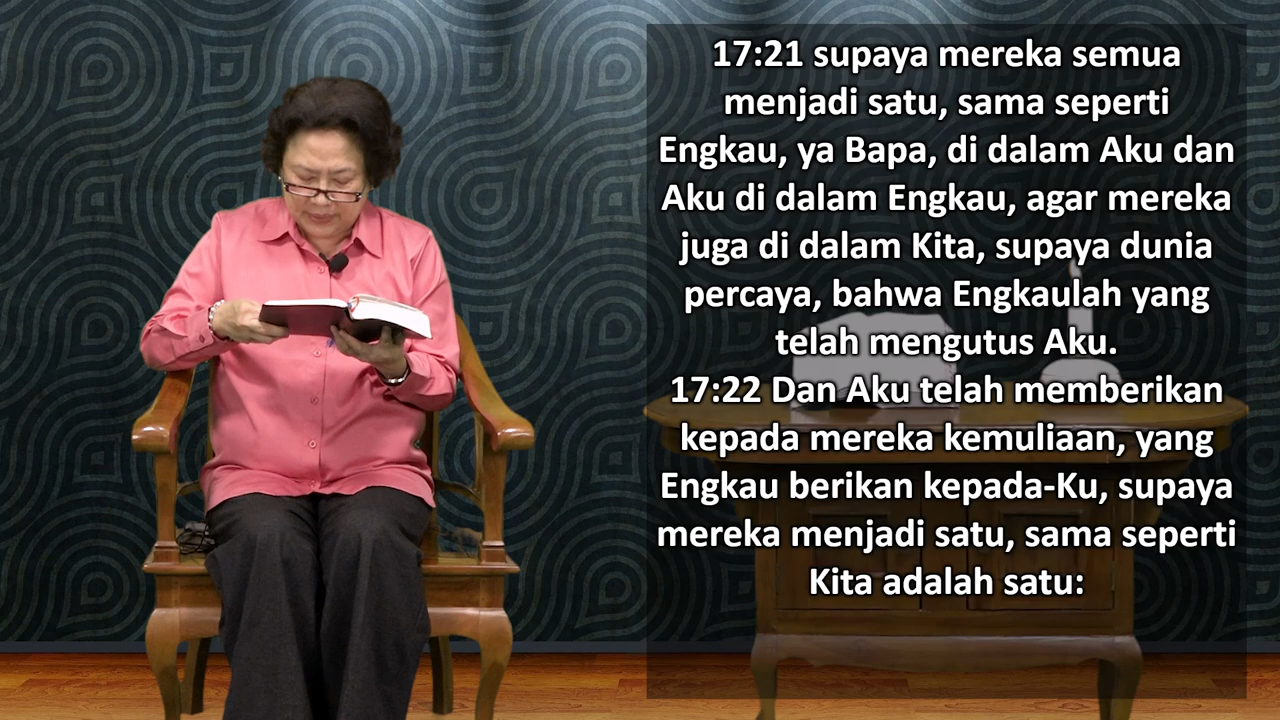 17:21 supaya mereka semua
menjadi satu, sama seperti
Engkau, ya Bapa, di dalam Aku dan
Aku di dalam Engkau, agar mereka
juga di dalam Kita, supaya dunia
percaya, bahwa Engkaulah yang
telah mengutus Aku.
17:22 Dan Aku telah memberikan
kepada mereka kemuliaan, yang
Engkau berikan kepada-Ku, supaya
mereka menjadi satu, sama seperti
Kita adalah satu: